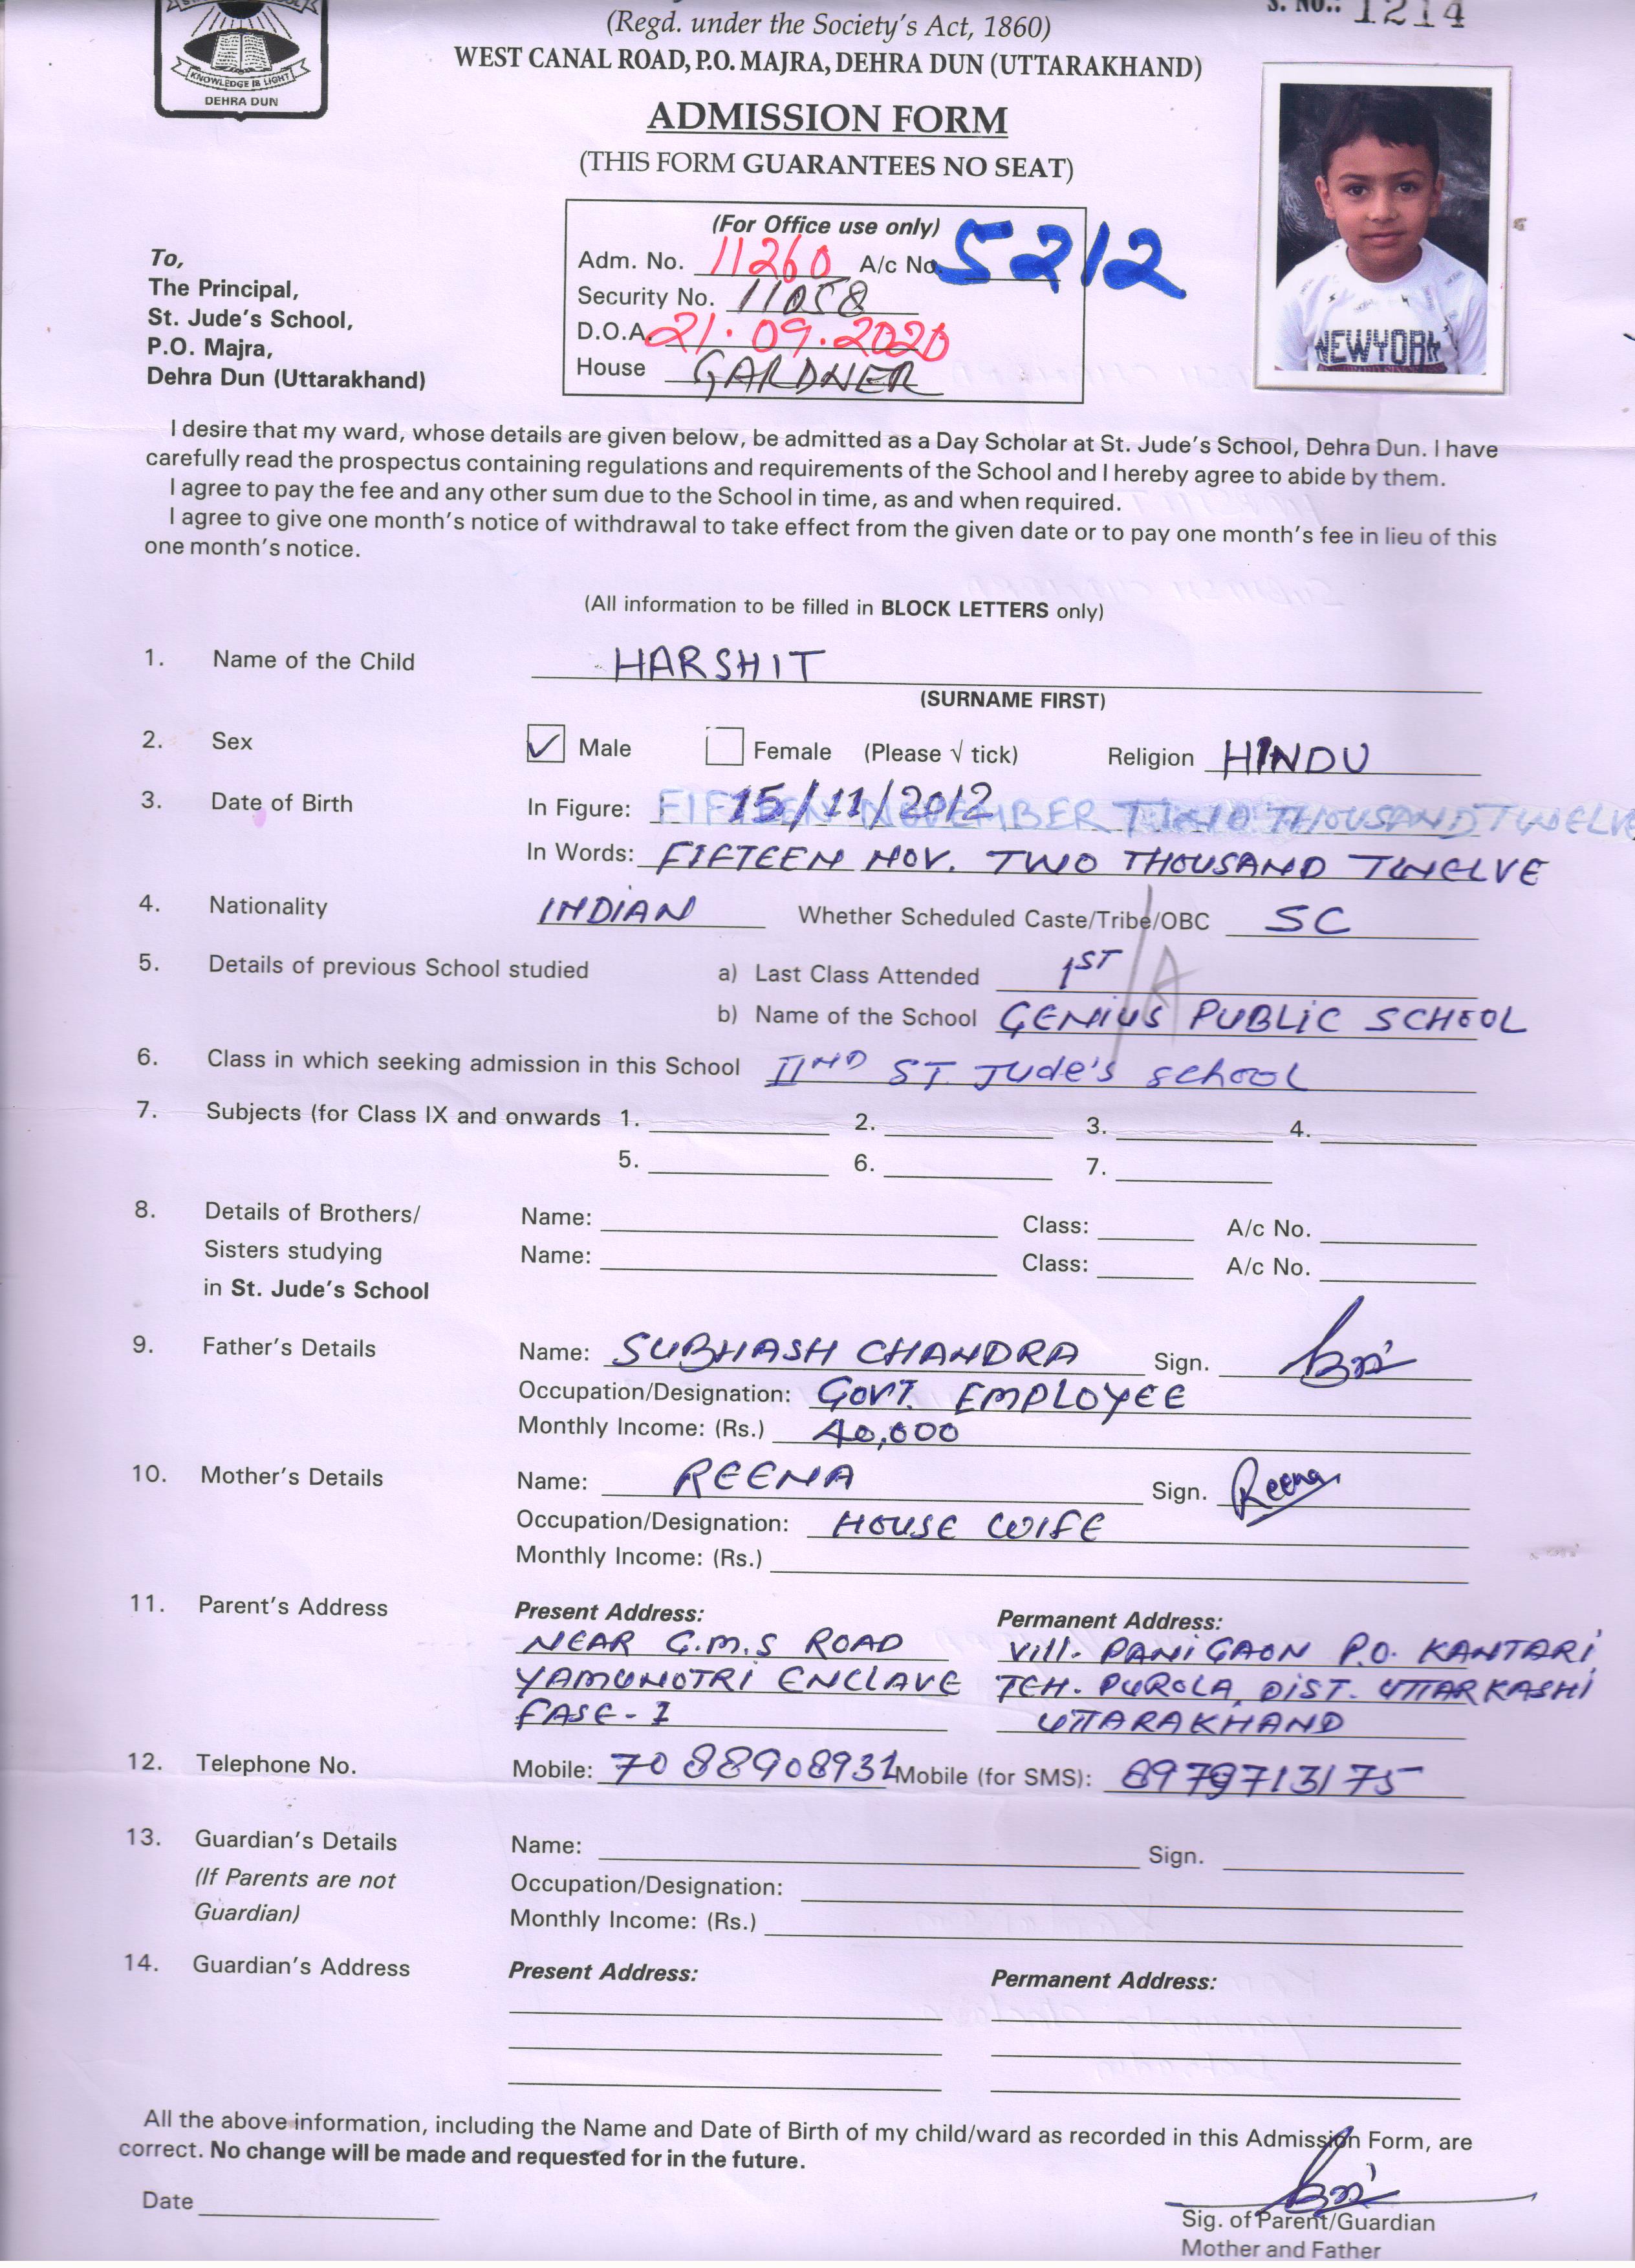 S. No.: 1214
(Regd. under the Society's Act, 1860)
WEST CANAL ROAD, P.O. MAJRA, DEHRA DUN (UTTARAKHAND)
KNOWLEDGE IS LIGHT
DEHRA DUN
ADMISSION FORM
(THIS FORM GUARANTEES NO SEAT)
NEWYORK
(For Office use only)
Adm. No. 11260 A/c No. 5212
Security No. 11058
D.O.A. 21.09.2020
House GARDNER
To,
The Principal,
St. Jude's School,
P.O. Majra,
Dehra Dun (Uttarakhand)
I desire that my ward, whose details are given below, be admitted as a Day Scholar at St. Jude's School, Dehra Dun. I have
carefully read the prospectus containing regulations and requirements of the School and I hereby agree to abide by them.
I agree to pay the fee and any other sum due to the School in time, as and when required.
I agree to give one month's notice of withdrawal to take effect from the given date or to pay one month's fee in lieu of this
one month's notice.
(All information to be filled in BLOCK LETTERS only)
1. Name of the Child HARSHIT
(SURNAME FIRST)
2. Sex ✓ Male Female (Please √ tick) Religion HINDU
3. Date of Birth In Figure: 15/11/2012 FIFTEEN NOVEMBER TWO THOUSAND TWELVE
In Words: FIFTEEN NOV. TWO THOUSAND TWELVE
4. Nationality INDIAN Whether Scheduled Caste/Tribe/OBC SC
5. Details of previous School studied a) Last Class Attended 1ST
b) Name of the School GENIUS PUBLIC SCHOOL
6. Class in which seeking admission in this School IIND ST. JUde's school
7. Subjects (for Class IX and onwards 1. 2. 3. 4.
5. 6. 7.
8. Details of Brothers/ Name: Class: A/c No.
Sisters studying Name: Class: A/c No.
in St. Jude's School
9. Father's Details Name: SUBHASH CHANDRA Sign.
Occupation/Designation: GOVT. EMPLOYEE
Monthly Income: (Rs.) 40,000
10. Mother's Details Name: REENA Sign. Reena
Occupation/Designation: HOUSE WIFE
Monthly Income: (Rs.)
11. Parent's Address Present Address: Permanent Address:
NEAR G.M.S ROAD Vill. PANIGAON P.O. KANTARI
YAMUNOTRI ENCLAVE TEH. PUROLA, DIST. UTTARKASHI
FASE-I UTTARAKHAND
12. Telephone No. Mobile: 7088908931 Mobile (for SMS): 8979713175
13. Guardian's Details Name: Sign.
(If Parents are not Occupation/Designation:
Guardian) Monthly Income: (Rs.)
14. Guardian's Address Present Address: Permanent Address:
All the above information, including the Name and Date of Birth of my child/ward as recorded in this Admission Form, are
correct. No change will be made and requested for in the future.
Date
Sig. of Parent/Guardian
Mother and Father